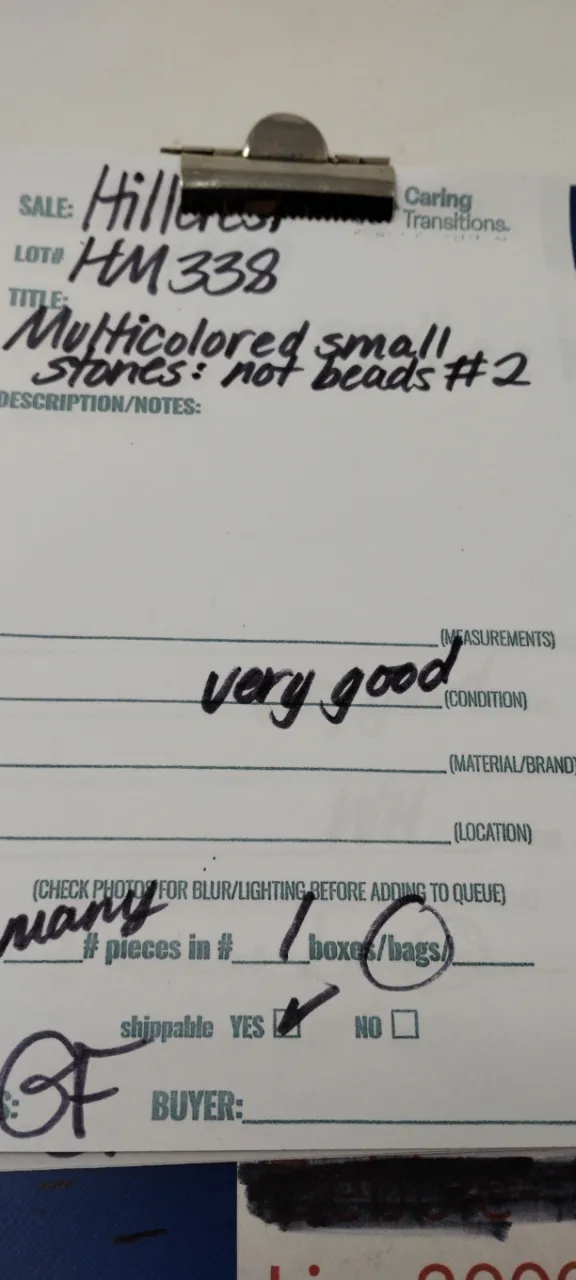 SALE: Hillcrest
Caring
Transitions.
LOT# HM338
TITLE:
Multicolored small
stones: not beads #2
DESCRIPTION/NOTES:
(MEASUREMENTS)
very good (CONDITION)
(MATERIAL/BRAND)
(LOCATION)
(CHECK PHOTOS FOR BLUR/LIGHTING BEFORE ADDING TO QUEUE)
many # pieces in # 1 boxes/bags/
shippable YES NO
BUYER: